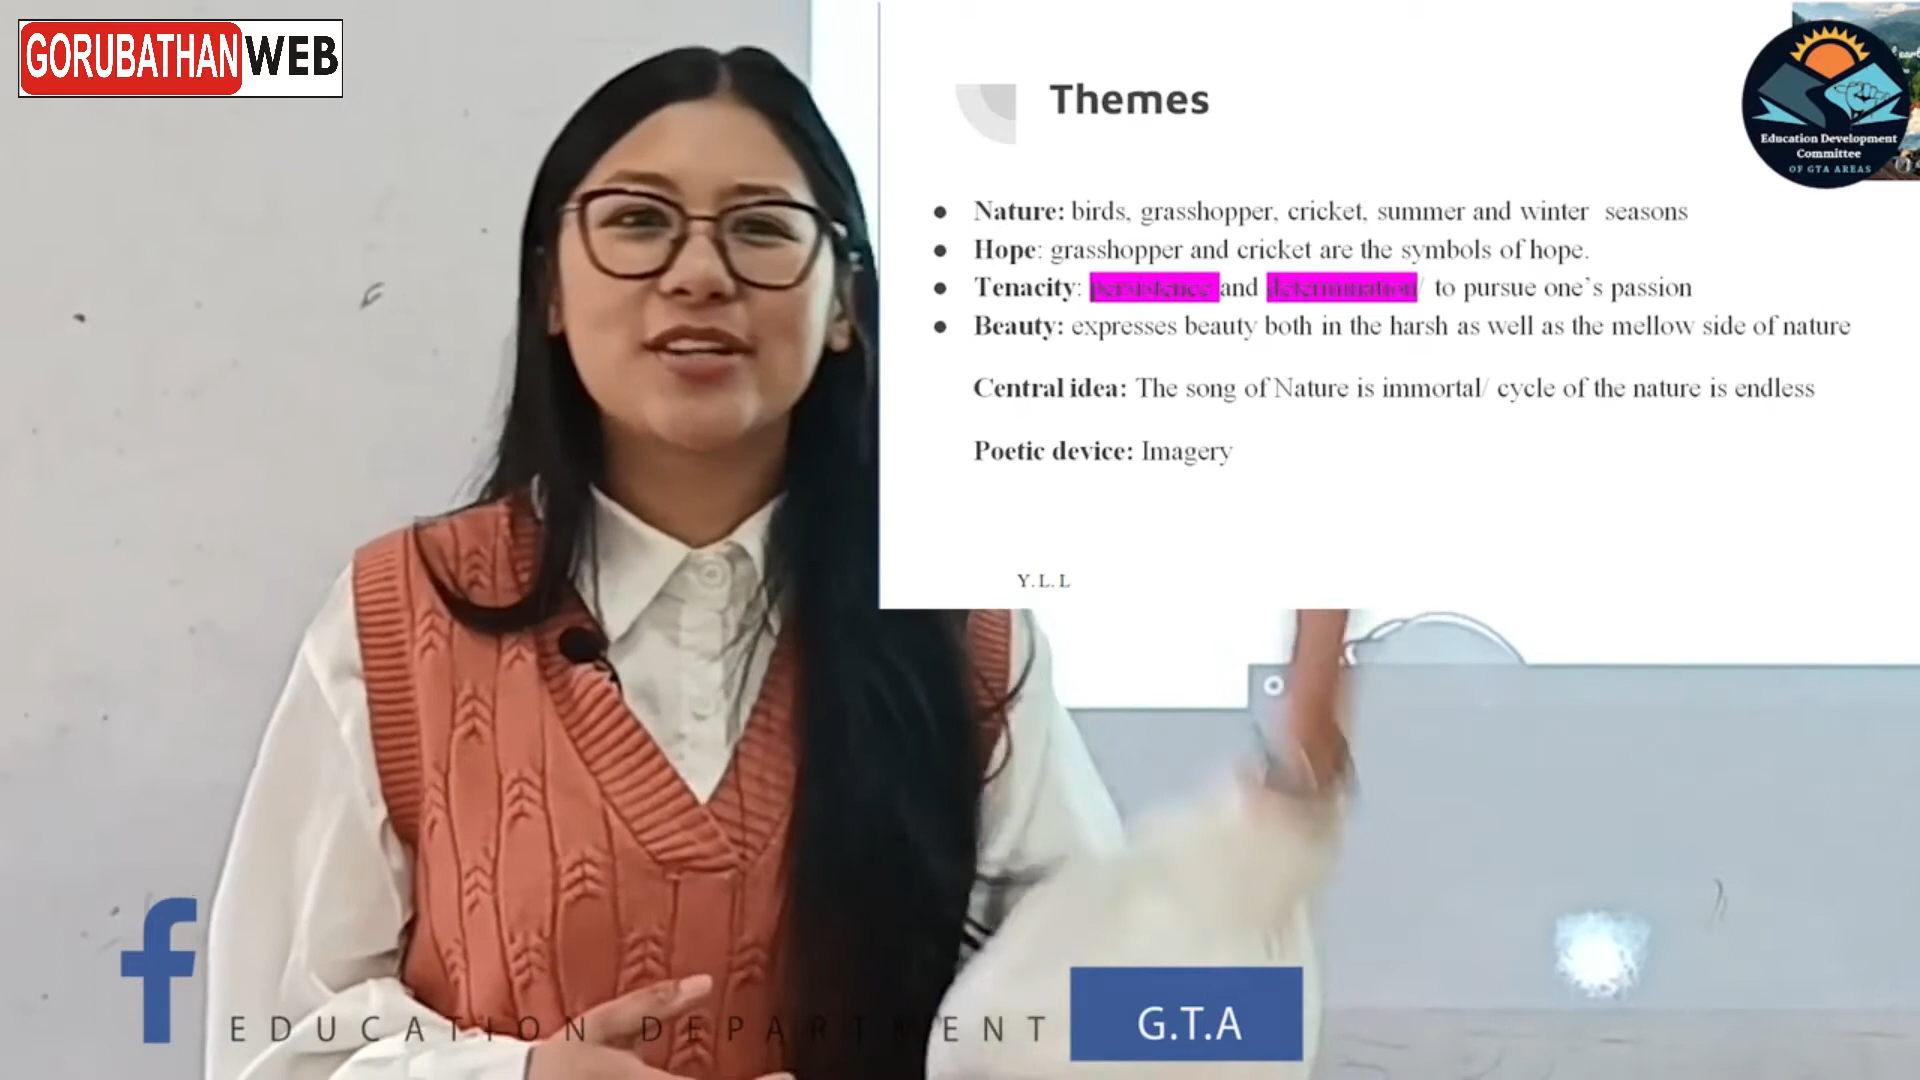 GORUBATHAN WEB
Themes
Education Development
Committee
OF GTA AREAS
● Nature: birds, grasshopper, cricket, summer and winter seasons
● Hope: grasshopper and cricket are the symbols of hope.
● Tenacity: persistence and determination/ to pursue one's passion
● Beauty: expresses beauty both in the harsh as well as the mellow side of nature
Central idea: The song of Nature is immortal/ cycle of the nature is endless
Poetic device: Imagery
Y.L.L
f
EDUCATION DEPARTMENT
G.T.A